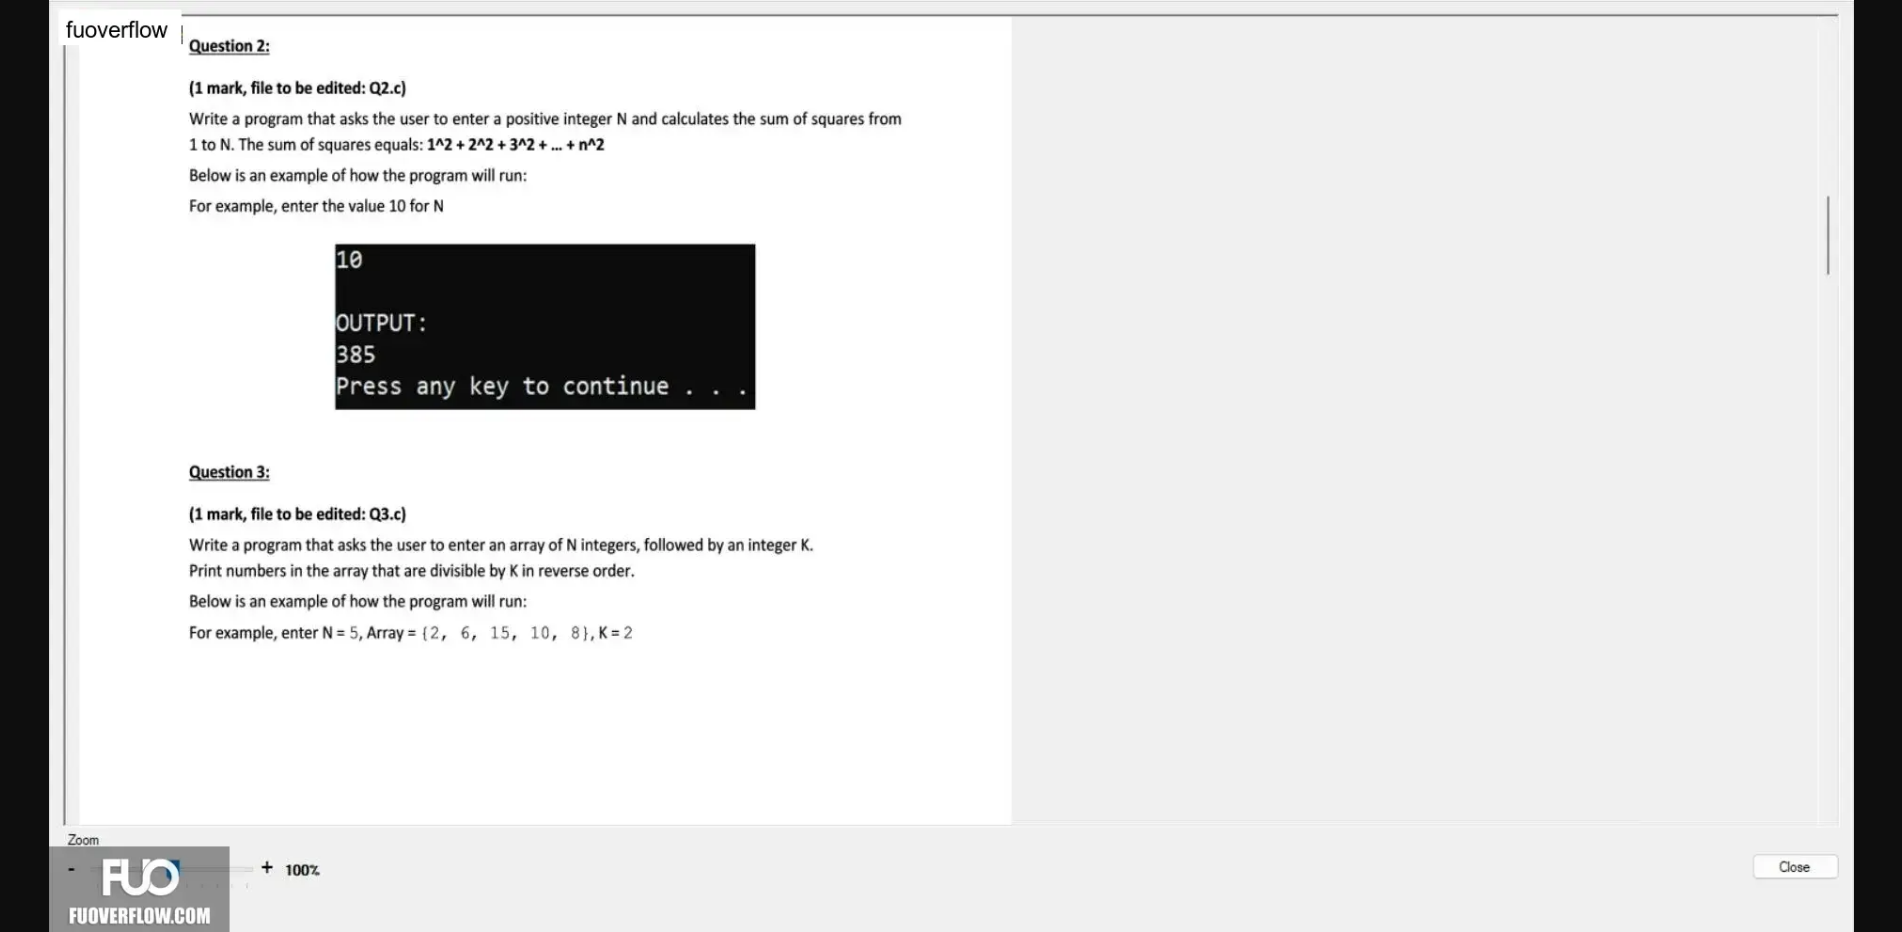 fuoverflow
Question 2:
(1 mark, file to be edited: Q2.c)
Write a program that asks the user to enter a positive integer N and calculates the sum of squares from
1 to N. The sum of squares equals: 1^2 + 2^2 + 3^2 + ... + n^2
Below is an example of how the program will run:
For example, enter the value 10 for N
10
OUTPUT:
385
Press any key to continue . . .
Question 3:
(1 mark, file to be edited: Q3.c)
Write a program that asks the user to enter an array of N integers, followed by an integer K.
Print numbers in the array that are divisible by K in reverse order.
Below is an example of how the program will run:
For example, enter N = 5, Array = {2, 6, 15, 10, 8}, K = 2
Zoom
- + 100%
Close
FUO
FUOVERFLOW.COM